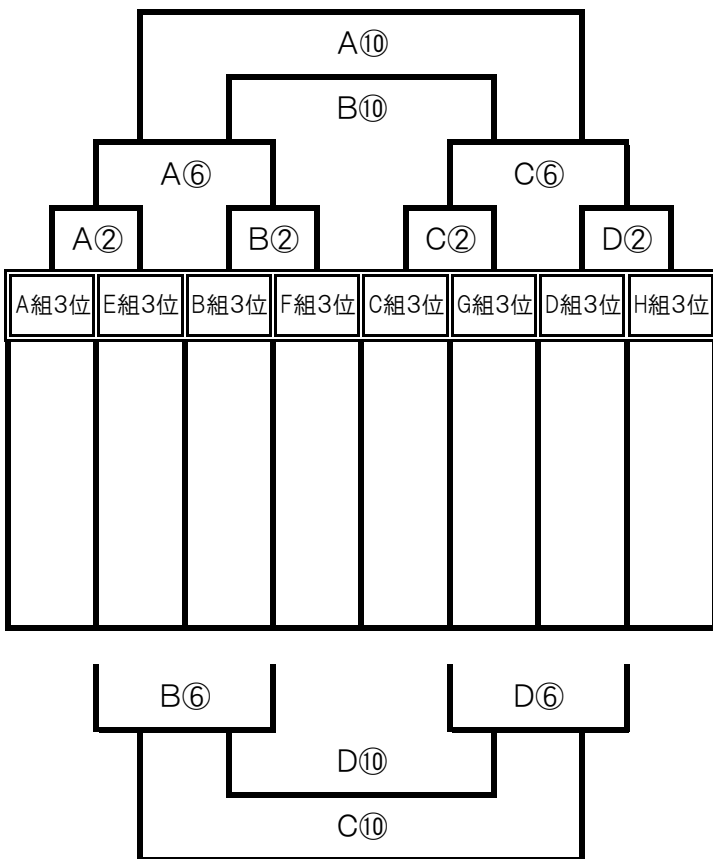 A⑩
B⑩
A⑥ C⑥
A② B② C② D②
A組3位 E組3位 B組3位 F組3位 C組3位 G組3位 D組3位 H組3位
B⑥ D⑥
D⑩
C⑩